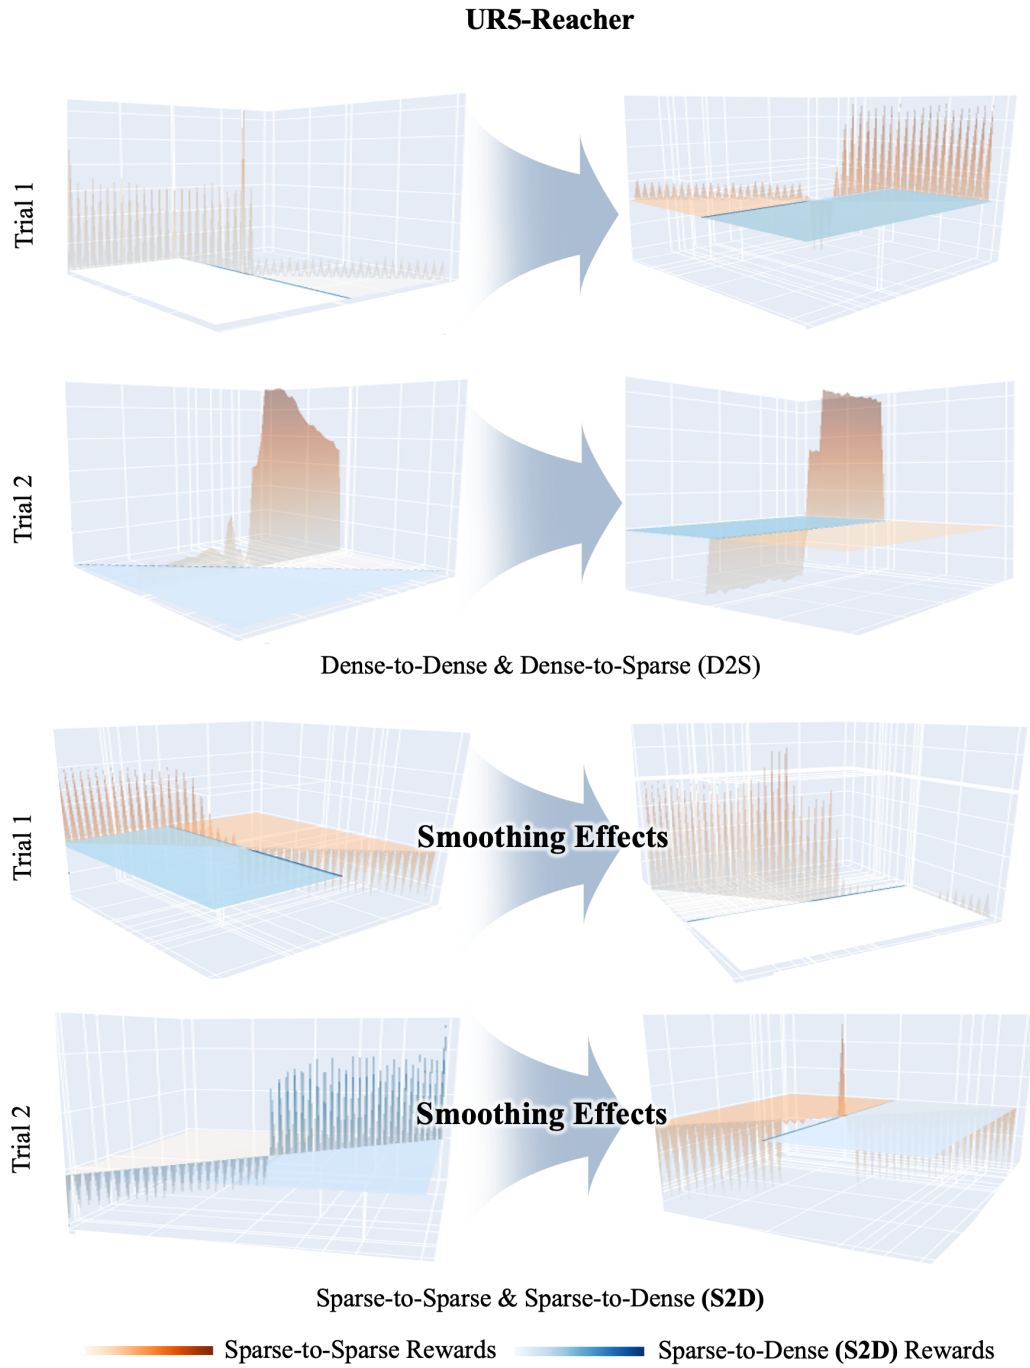 UR5-Reacher
Trial 1
Trial 2
Dense-to-Dense & Dense-to-Sparse (D2S)
Trial 1
Smoothing Effects
Trial 2
Smoothing Effects
Sparse-to-Sparse & Sparse-to-Dense (S2D)
Sparse-to-Sparse Rewards
Sparse-to-Dense (S2D) Rewards